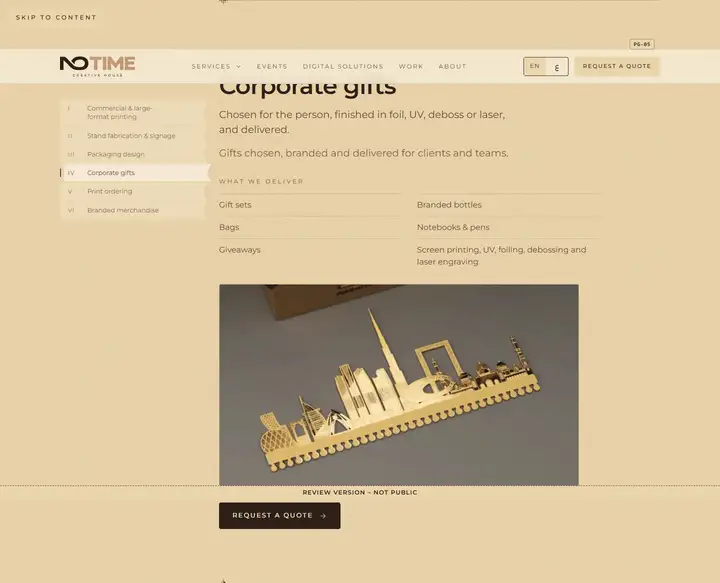 SKIP TO CONTENT
PG-05
NOTIME
CREATIVE HOUSE
SERVICES
EVENTS
DIGITAL SOLUTIONS
WORK
ABOUT
EN
ع
REQUEST A QUOTE
I Commercial & large-
format printing
II Stand fabrication & signage
III Packaging design
IV Corporate gifts
V Print ordering
VI Branded merchandise
Corporate gifts
Chosen for the person, finished in foil, UV, deboss or laser,
and delivered.
Gifts chosen, branded and delivered for clients and teams.
WHAT WE DELIVER
Gift sets
Branded bottles
Bags
Notebooks & pens
Giveaways
Screen printing, UV, foiling, debossing and
laser engraving
REVIEW VERSION – NOT PUBLIC
REQUEST A QUOTE →